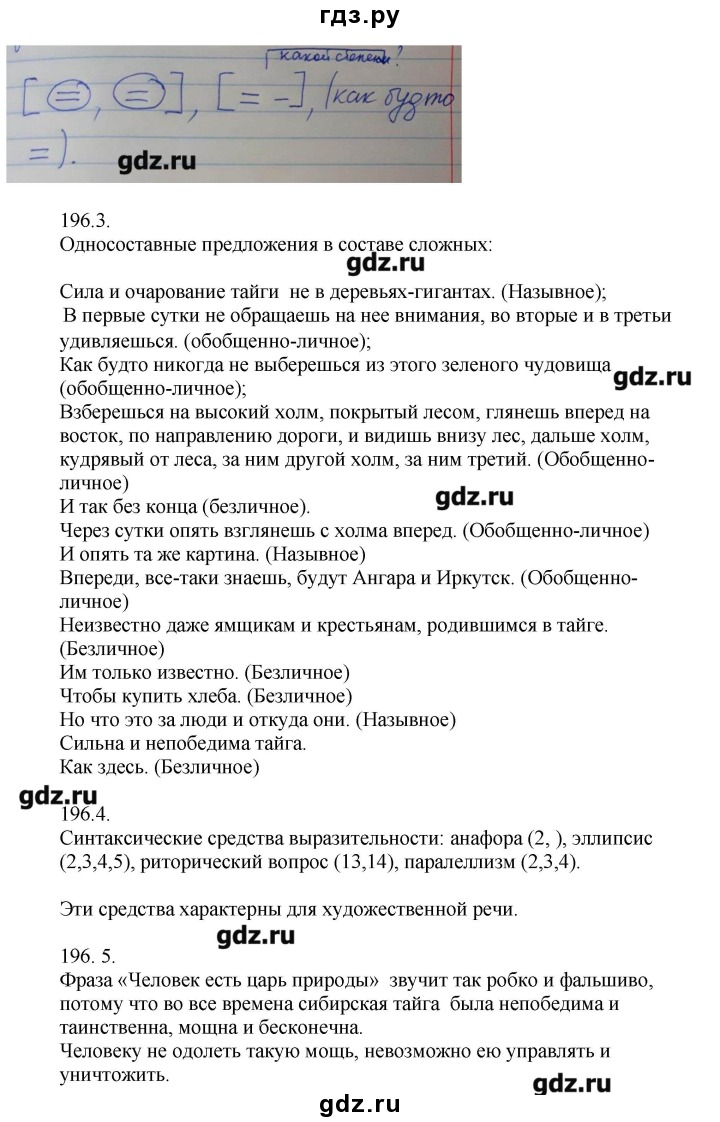 гдз.ру
какой степени?
[=, =], [= -], (как будто
=).
gdz.ru
196.3.
Односоставные предложения в составе сложных:
gdz.ru
Сила и очарование тайги не в деревьях-гигантах. (Назывное);
В первые сутки не обращаешь на нее внимания, во вторые и в третьи
удивляешься. (обобщенно-личное);
Как будто никогда не выберешься из этого зеленого чудовища
gdz.ru
(обобщенно-личное);
Взберешься на высокий холм, покрытый лесом, глянешь вперед на
восток, по направлению дороги, и видишь внизу лес, дальше холм,
кудрявый от леса, за ним другой холм, за ним третий. (Обобщенно-
личное)
gdz.ru
И так без конца (безличное).
Через сутки опять взглянешь с холма вперед. (Обобщенно-личное)
И опять та же картина. (Назывное)
Впереди, все-таки знаешь, будут Ангара и Иркутск. (Обобщенно-
личное)
Неизвестно даже ямщикам и крестьянам, родившимся в тайге.
(Безличное)
Им только известно. (Безличное)
Чтобы купить хлеба. (Безличное)
Но что это за люди и откуда они. (Назывное)
Сильна и непобедима тайга.
Как здесь. (Безличное)
gdz.ru
196.4.
Синтаксические средства выразительности: анафора (2, ), эллипсис
(2,3,4,5), риторический вопрос (13,14), параллелизм (2,3,4).
Эти средства характерны для художественной речи.
gdz.ru
196. 5.
Фраза «Человек есть царь природы» звучит так робко и фальшиво,
потому что во все времена сибирская тайга была непобедима и
таинственна, мощна и бесконечна.
Человеку не одолеть такую мощь, невозможно ею управлять и
уничтожить.
gdz.ru
gdz.ru